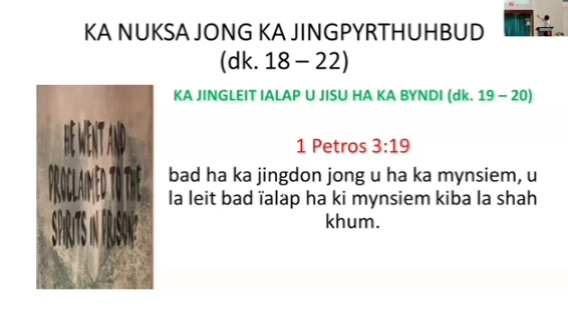 KA NUKSA JONG KA JINGPYRTHUHBUD
(dk. 18 – 22)
KA JINGLEIT IALAP U JISU HA KA BYNDI (dk. 19 – 20)
HE WENT AND
PROCLAIMED TO THE
SPIRITS IN PRISON
1 Petros 3:19
bad ha ka jingdon jong u ha ka mynsiem, u
la leit bad ïalap ha ki mynsiem kiba la shah
khum.